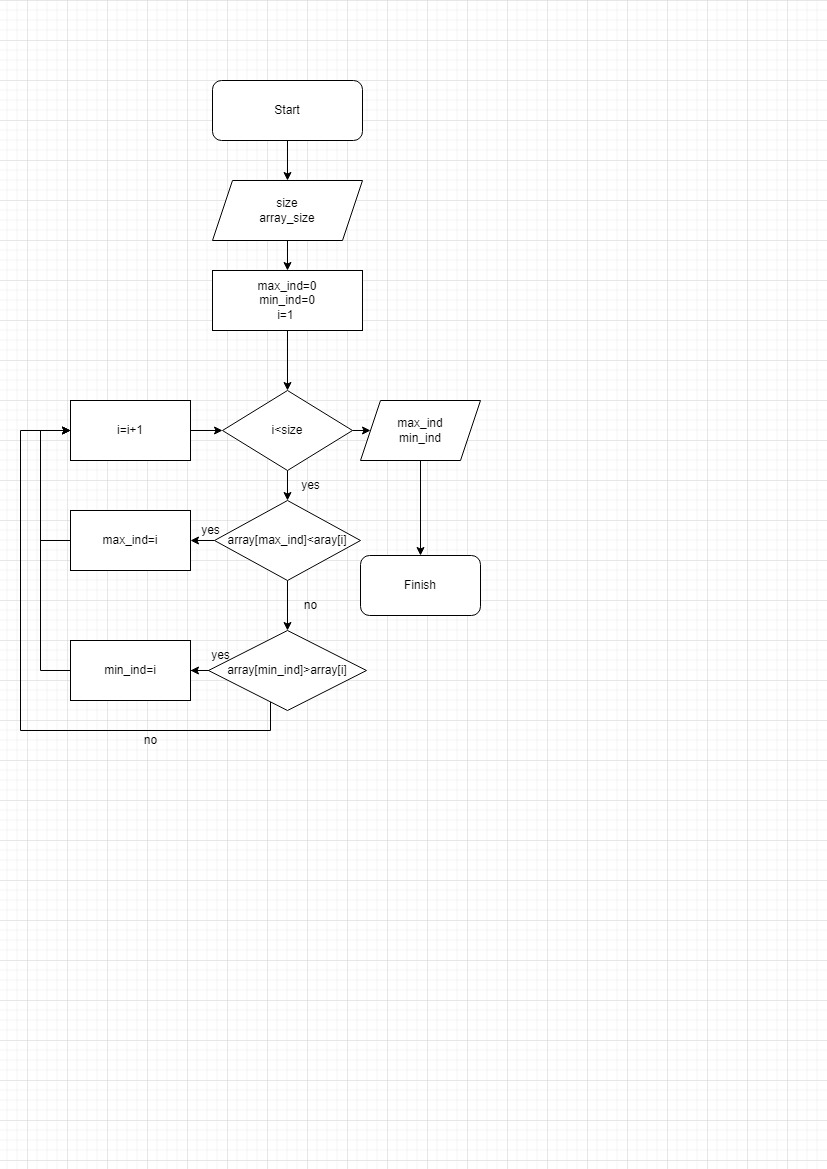 Start
size
array_size
max_ind=0
min_ind=0
i=1
i=i+1
i<size
max_ind
min_ind
yes
max_ind=i
yes
array[max_ind]<aray[i]
Finish
no
min_ind=i
yes
array[min_ind]>array[i]
no